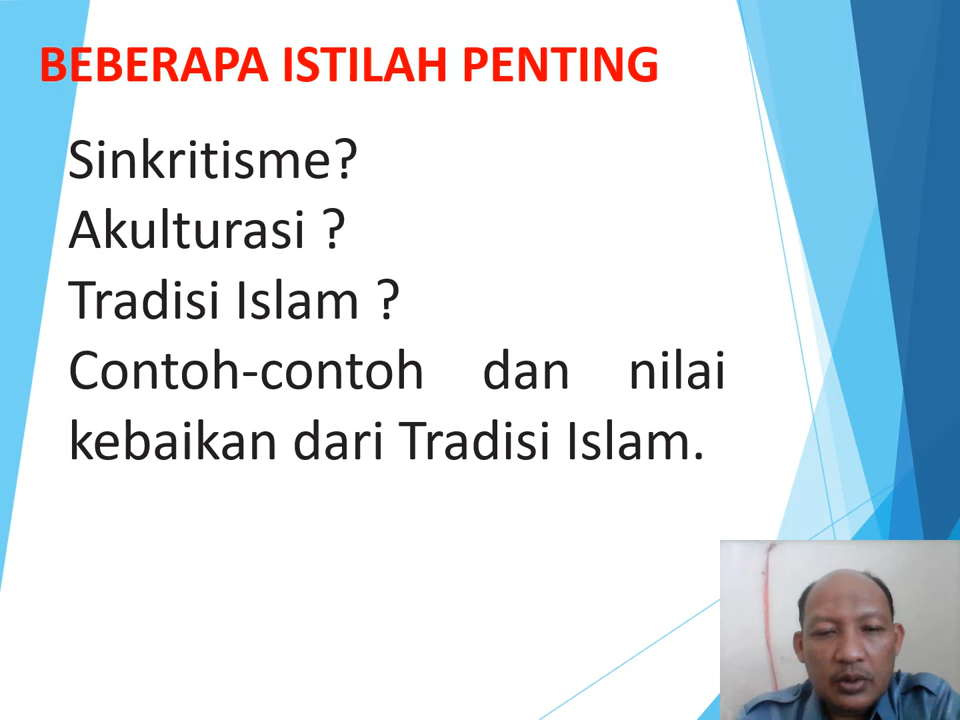 BEBERAPA ISTILAH PENTING
Sinkritisme?
Akulturasi ?
Tradisi Islam ?
Contoh-contoh dan nilai
kebaikan dari Tradisi Islam.